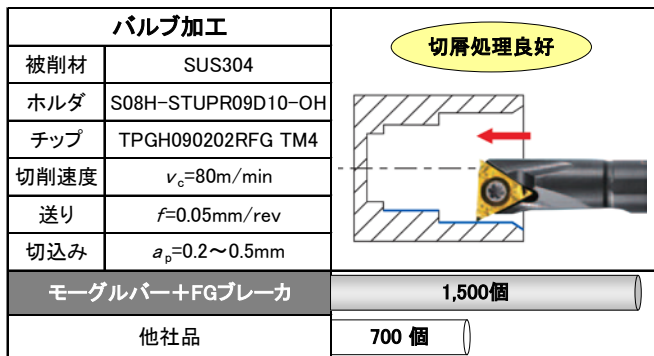 バルブ加工
切屑処理良好
被削材 SUS304
ホルダ S08H-STUPR09D10-OH
チップ TPGH090202RFG TM4
切削速度 vc=80m/min
送り f=0.05mm/rev
切込み ap=0.2～0.5mm
モーグルバー＋FGブレーカ 1,500個
他社品 700 個